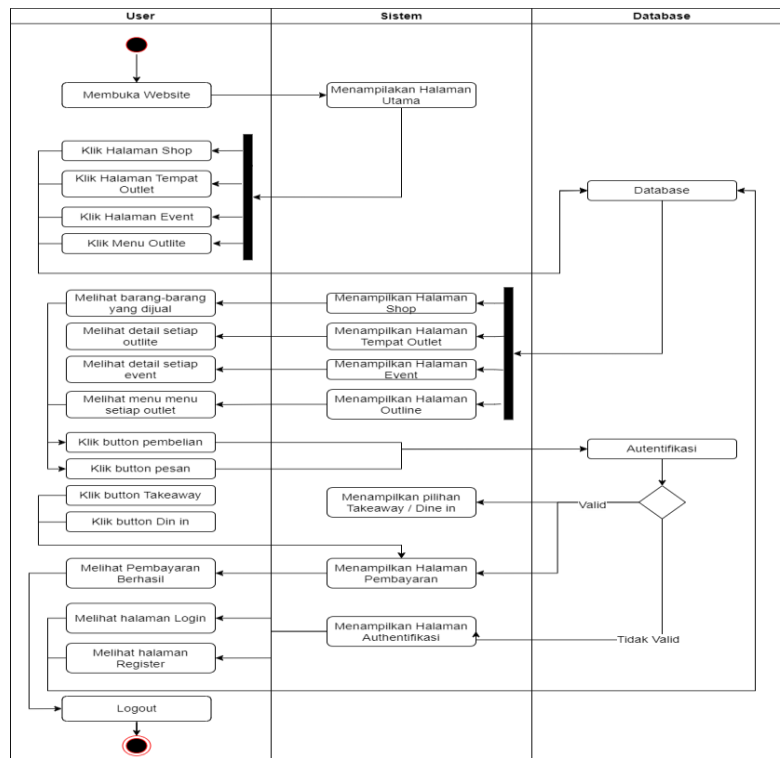 User
Sistem
Database
Membuka Website
Menampilakan Halaman
Utama
Klik Halaman Shop
Klik Halaman Tempat
Outlet
Klik Halaman Event
Klik Menu Outlite
Database
Melihat barang-barang
yang dijual
Menampilkan Halaman
Shop
Melihat detail setiap
outlite
Menampilkan Halaman
Tempat Outlet
Melihat detail setiap
event
Menampilkan Halaman
Event
Melihat menu menu
setiap outlet
Menampilkan Halaman
Outline
Klik button pembelian
Autentifikasi
Klik button pesan
Klik button Takeaway
Menampilkan pilihan
Takeaway / Dine in
Valid
Klik button Din in
Melihat Pembayaran
Berhasil
Menampilkan Halaman
Pembayaran
Melihat halaman Login
Menampilkan Halaman
Authentifikasi
Tidak Valid
Melihat halaman
Register
Logout